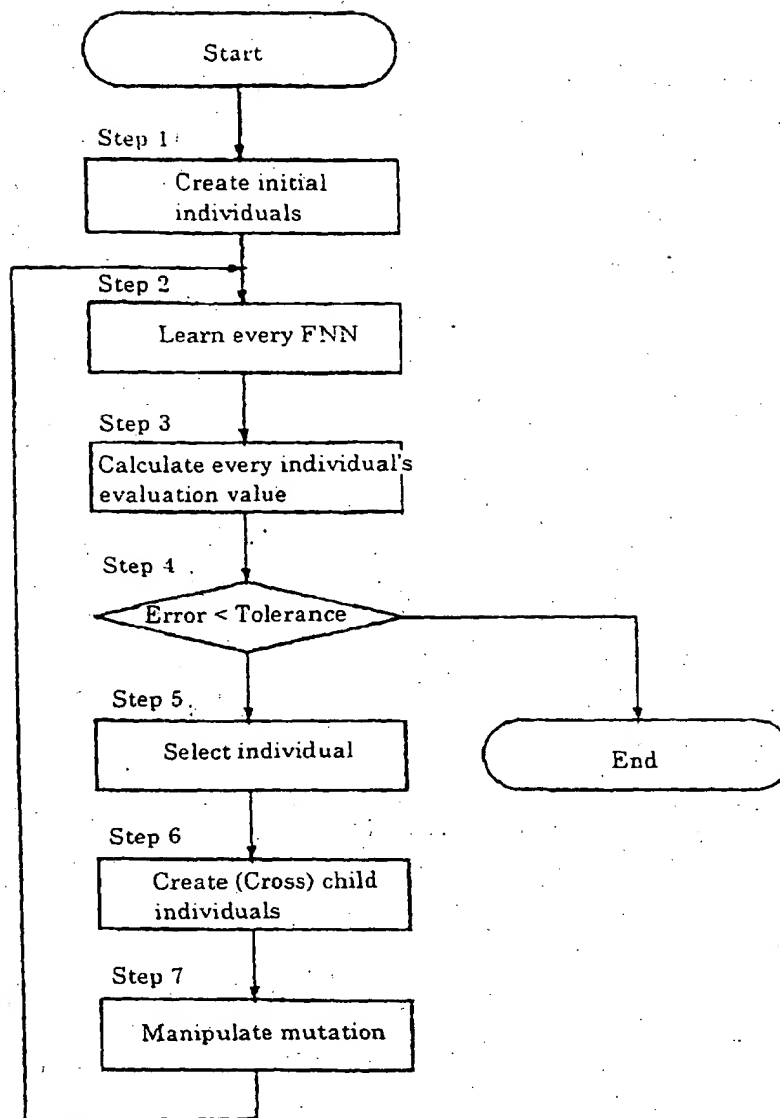 Start
Step 1
Create initial
individuals
Step 2
Learn every FNN
Step 3
Calculate every individual's
evaluation value
Step 4
Error < Tolerance
Step 5
Select individual
End
Step 6
Create (Cross) child
individuals
Step 7
Manipulate mutation